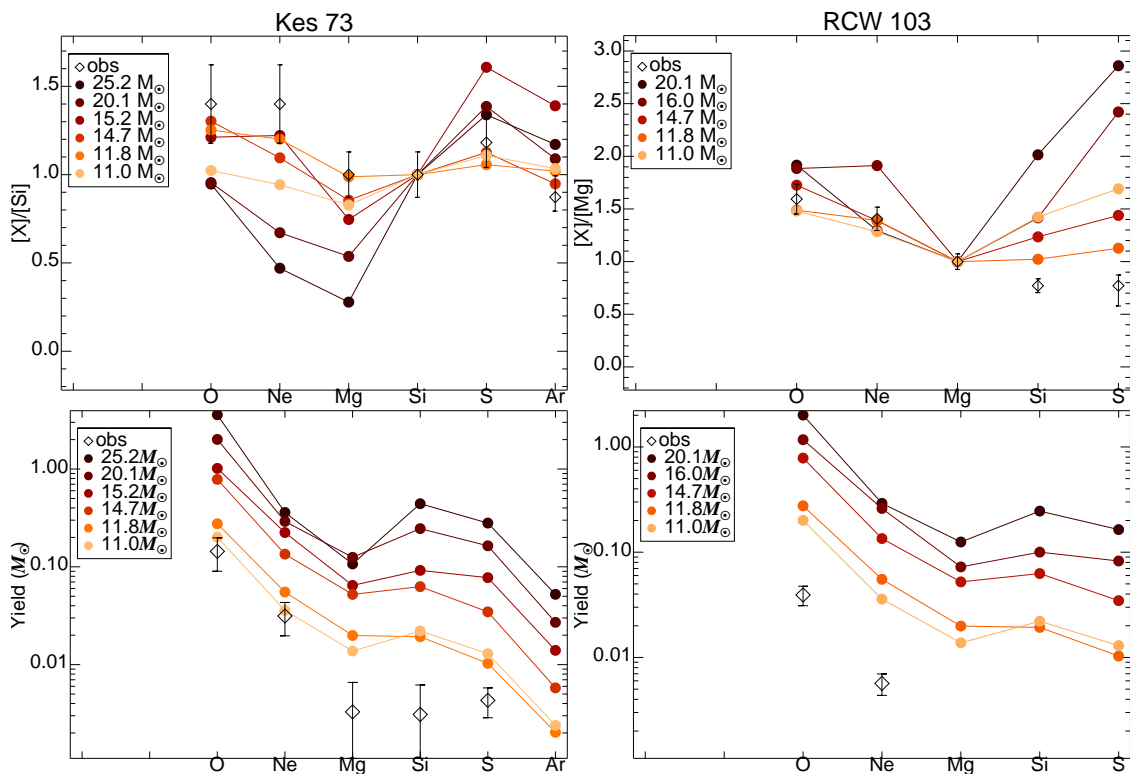 Kes 73
RCW 103
[X]/[Si]
1.5
1.0
0.5
0.0
obs
25.2 M⊙
20.1 M⊙
15.2 M⊙
14.7 M⊙
11.8 M⊙
11.0 M⊙
O Ne Mg Si S Ar
[X]/[Mg]
3.0
2.5
2.0
1.5
1.0
0.5
0.0
obs
20.1 M⊙
16.0 M⊙
14.7 M⊙
11.8 M⊙
11.0 M⊙
O Ne Mg Si S
Yield (M⊙)
1.00
0.10
0.01
obs
25.2M⊙
20.1M⊙
15.2M⊙
14.7M⊙
11.8M⊙
11.0M⊙
O Ne Mg Si S Ar
Yield (M⊙)
1.00
0.10
0.01
obs
20.1M⊙
16.0M⊙
14.7M⊙
11.8M⊙
11.0M⊙
O Ne Mg Si S